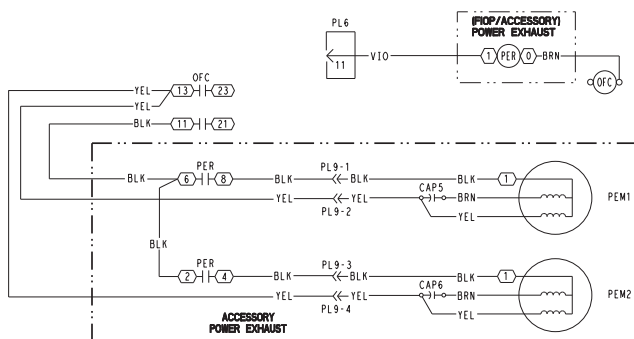 PL6
(FIOP/ACCESSORY)
POWER EXHAUST
11
VIO
1 PER 0 BRN
OFC
OFC
YEL 13 23
YEL
BLK 11 21
PER
BLK 6 8 BLK PL9-1 BLK BLK 1
YEL PL9-2 YEL CAP5 BRN
YEL
PEM1
BLK
PER
2 4 BLK PL9-3 BLK BLK 1
YEL PL9-4 YEL CAP6 BRN
YEL
PEM2
ACCESSORY
POWER EXHAUST